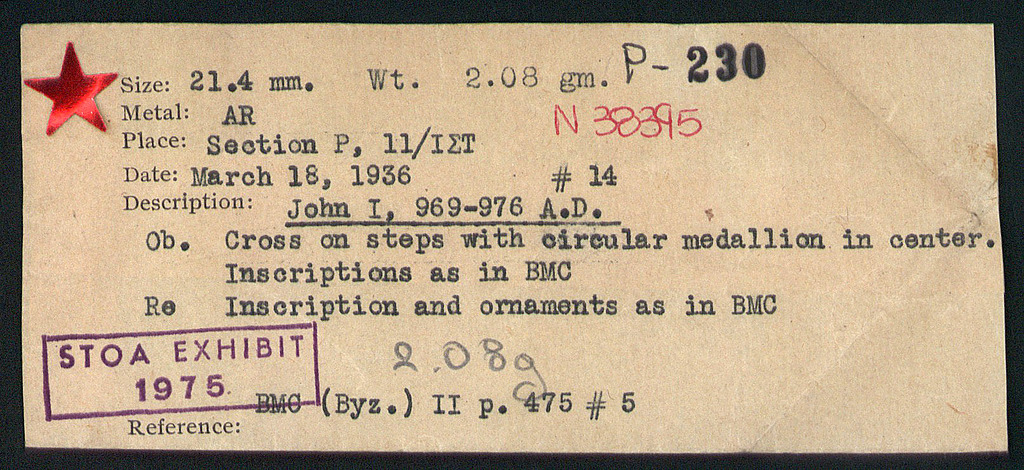 Size: 21.4 mm. Wt. 2.08 gm. P- 230
Metal: AR
N 38395
Place: Section P, 11/ΙΣΤ
Date: March 18, 1936 # 14
Description: John I, 969-976 A.D.
Ob. Cross on steps with circular medallion in center.
Inscriptions as in BMC
Re Inscription and ornaments as in BMC
STOA EXHIBIT
1975
2.08g
BMC (Byz.) II p. 475 # 5
Reference: